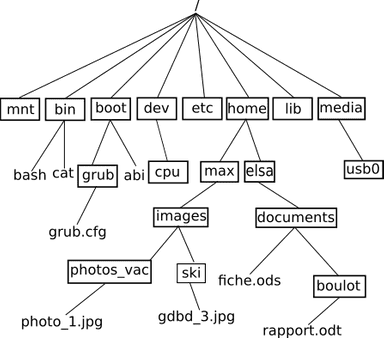 /
mnt bin boot dev etc home lib media
bash cat grub abi cpu max elsa usb0
grub.cfg images documents
photos_vac ski fiche.ods boulot
photo_1.jpg gdbd_3.jpg rapport.odt